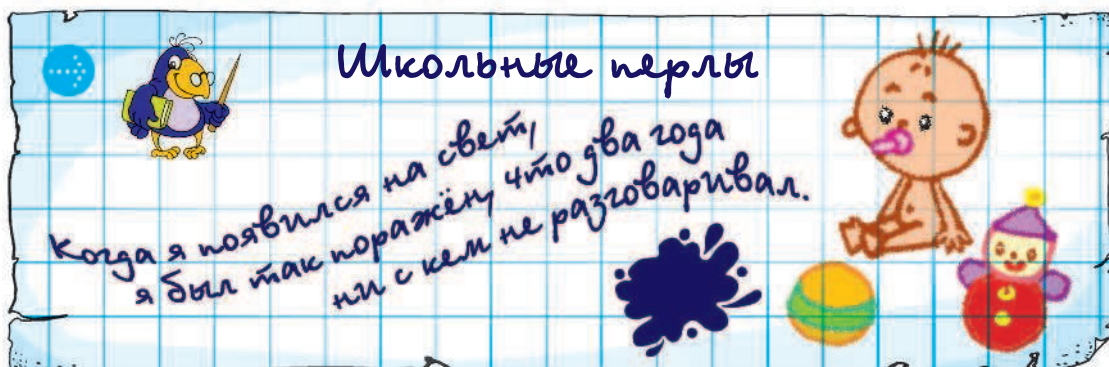 Школьные перлы
Когда я появился на свет,
я был так поражён, что два года
ни с кем не разговаривал.